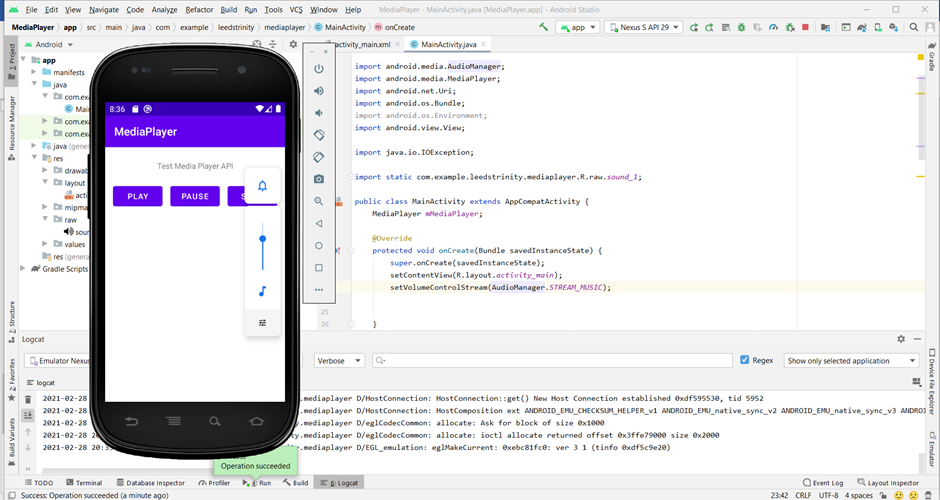 File Edit View Navigate Code Analyze Refactor Build Run Tools VCS Window Help MediaPlayer - MainActivity.java [MediaPlayer.app] - Android Studio
MediaPlayer app src main java com example leedstrinity mediaplayer MainActivity onCreate app Nexus S API 29
Android
activity_main.xml MainActivity.java
1: Project
Resource Manager
2: Structure
2: Favorites
Build Variants
app
manifests
java
com.exa
Main
com.exa
com.exa
java (gene
res
drawab
layout
acti
mipm
raw
soun
values
res (gener
Gradle Scripts
8:36
MediaPlayer
Test Media Player API
PLAY
PAUSE
S
import android.media.AudioManager;
import android.media.MediaPlayer;
import android.net.Uri;
import android.os.Bundle;
import android.os.Environment;
import android.view.View;
import java.io.IOException;
import static com.example.leedstrinity.mediaplayer.R.raw.sound_1;
public class MainActivity extends AppCompatActivity {
MediaPlayer mMediaPlayer;
@Override
protected void onCreate(Bundle savedInstanceState) {
super.onCreate(savedInstanceState);
setContentView(R.layout.activity_main);
setVolumeControlStream(AudioManager.STREAM_MUSIC);
25
26 }
Gradle
Device File Explorer
Emulator
Logcat
Emulator Nexus
Verbose
Regex
Show only selected application
logcat
2021-02-28 .mediaplayer D/HostConnection: HostConnection::get() New Host Connection established 0xdf595530, tid 5952
2021-02-28 .mediaplayer D/HostConnection: HostComposition ext ANDROID_EMU_CHECKSUM_HELPER_v1 ANDROID_EMU_native_sync_v2 ANDROID_EMU_native_sync_v3 ANDRO
2021-02-28 .mediaplayer D/eglCodecCommon: allocate: Ask for block of size 0x1000
2021-02-28 .mediaplayer D/eglCodecCommon: allocate: ioctl allocate returned offset 0x3ffe79000 size 0x2000
2021-02-28 20: .mediaplayer D/EGL_emulation: eglMakeCurrent: 0xebc81fc0: ver 3 1 (tinfo 0xdf5c9e20)
Operation succeeded
TODO Terminal Database Inspector Profiler 4: Run Build 6: Logcat Event Log Layout Inspector
Success: Operation succeeded (a minute ago) 23:42 CRLF UTF-8 4 spaces